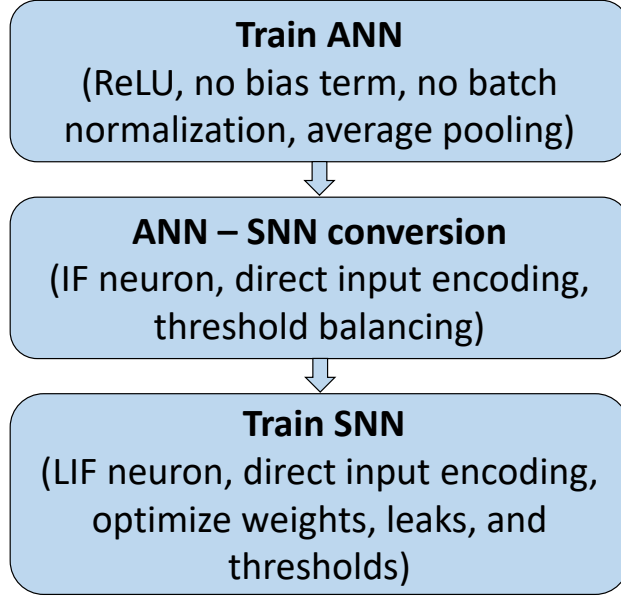 Train ANN
(ReLU, no bias term, no batch
normalization, average pooling)
ANN – SNN conversion
(IF neuron, direct input encoding,
threshold balancing)
Train SNN
(LIF neuron, direct input encoding,
optimize weights, leaks, and
thresholds)